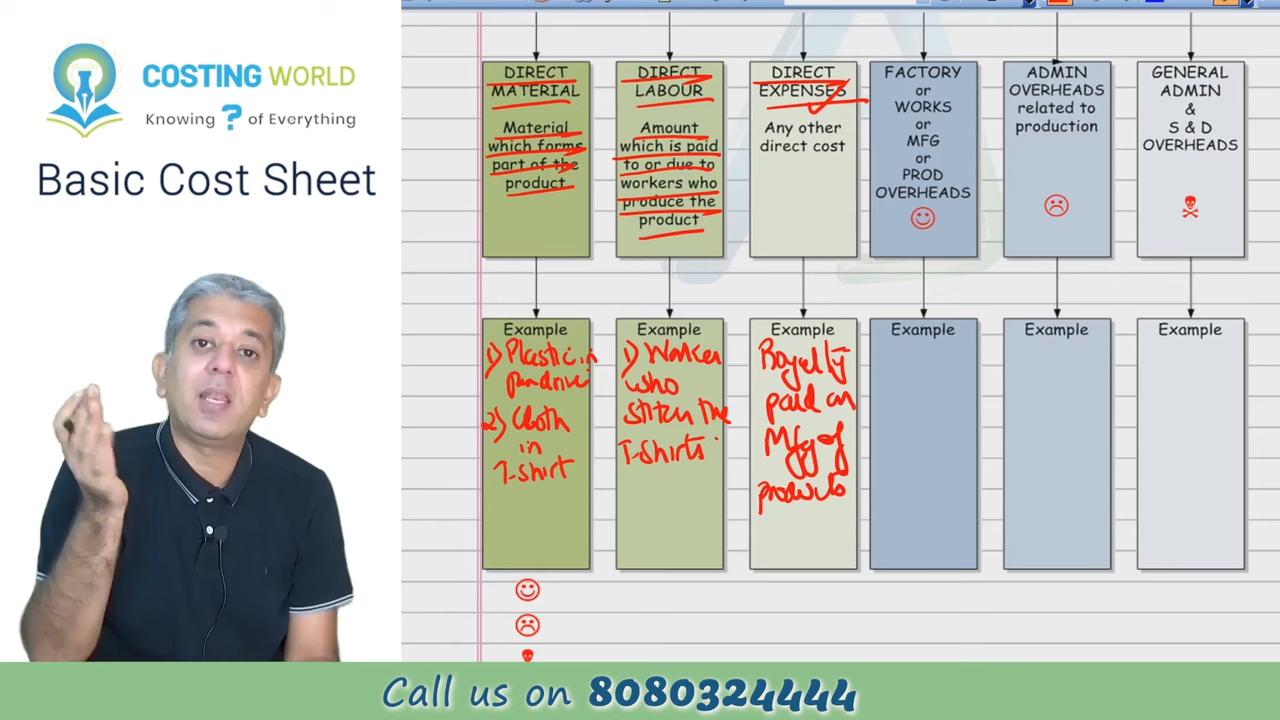 COSTING WORLD
Knowing ? of Everything
Basic Cost Sheet
DIRECT
MATERIAL
Material
which forms
part of the
product
DIRECT
LABOUR
Amount
which is paid
to or due to
workers who
produce the
product
DIRECT
EXPENSES
Any other
direct cost
FACTORY
or
WORKS
or
MFG
or
PROD
OVERHEADS
ADMIN
OVERHEADS
related to
production
GENERAL
ADMIN
&
S & D
OVERHEADS
Example
1) Plastic in
pendrive
2) Cloth
in
T-shirt
Example
1) Worker
who
stitch the
T-Shirts
Example
Royalty
paid on
Mfg of
products
Example
Example
Example
Call us on 8080324444